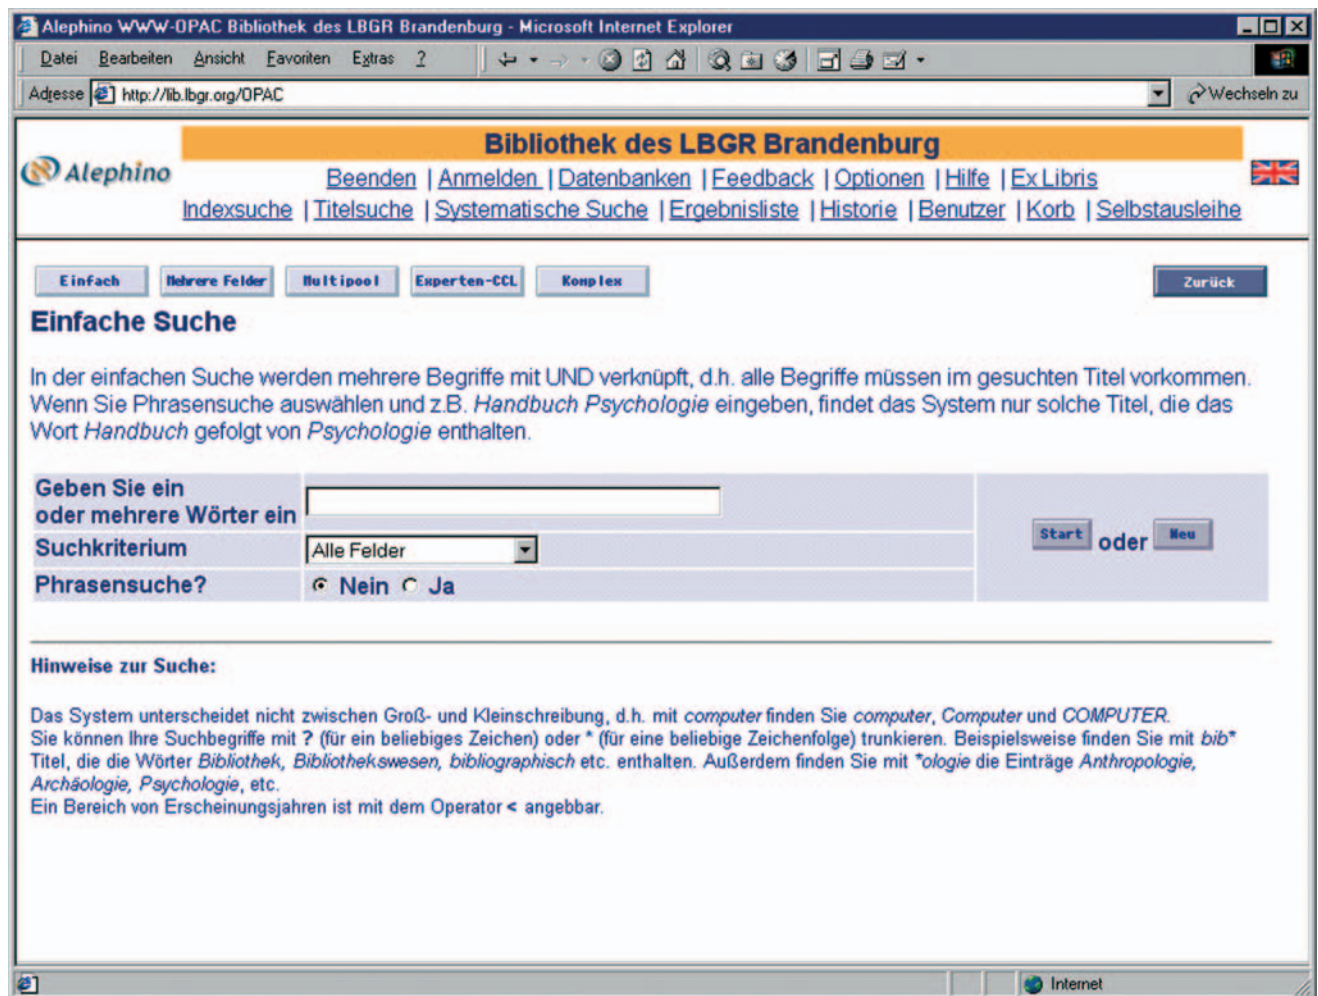 Alephino WWW-OPAC Bibliothek des LBGR Brandenburg - Microsoft Internet Explorer
Datei Bearbeiten Ansicht Favoriten Extras ?
Adresse http://lib.lbgr.org/OPAC Wechseln zu
Bibliothek des LBGR Brandenburg
Alephino
Beenden | Anmelden | Datenbanken | Feedback | Optionen | Hilfe | Ex Libris
Indexsuche | Titelsuche | Systematische Suche | Ergebnisliste | Historie | Benutzer | Korb | Selbstausleihe
Einfach Mehrere Felder Multipool Experten-CCL Komplex Zurück
Einfache Suche
In der einfachen Suche werden mehrere Begriffe mit UND verknüpft, d.h. alle Begriffe müssen im gesuchten Titel vorkommen.
Wenn Sie Phrasensuche auswählen und z.B. Handbuch Psychologie eingeben, findet das System nur solche Titel, die das
Wort Handbuch gefolgt von Psychologie enthalten.
Geben Sie ein
oder mehrere Wörter ein
Start oder Neu
Suchkriterium Alle Felder
Phrasensuche? Nein Ja
Hinweise zur Suche:
Das System unterscheidet nicht zwischen Groß- und Kleinschreibung, d.h. mit computer finden Sie computer, Computer und COMPUTER.
Sie können Ihre Suchbegriffe mit ? (für ein beliebiges Zeichen) oder * (für eine beliebige Zeichenfolge) trunkieren. Beispielsweise finden Sie mit bib*
Titel, die die Wörter Bibliothek, Bibliothekswesen, bibliographisch etc. enthalten. Außerdem finden Sie mit *ologie die Einträge Anthropologie,
Archäologie, Psychologie, etc.
Ein Bereich von Erscheinungsjahren ist mit dem Operator < angebbar.
Internet